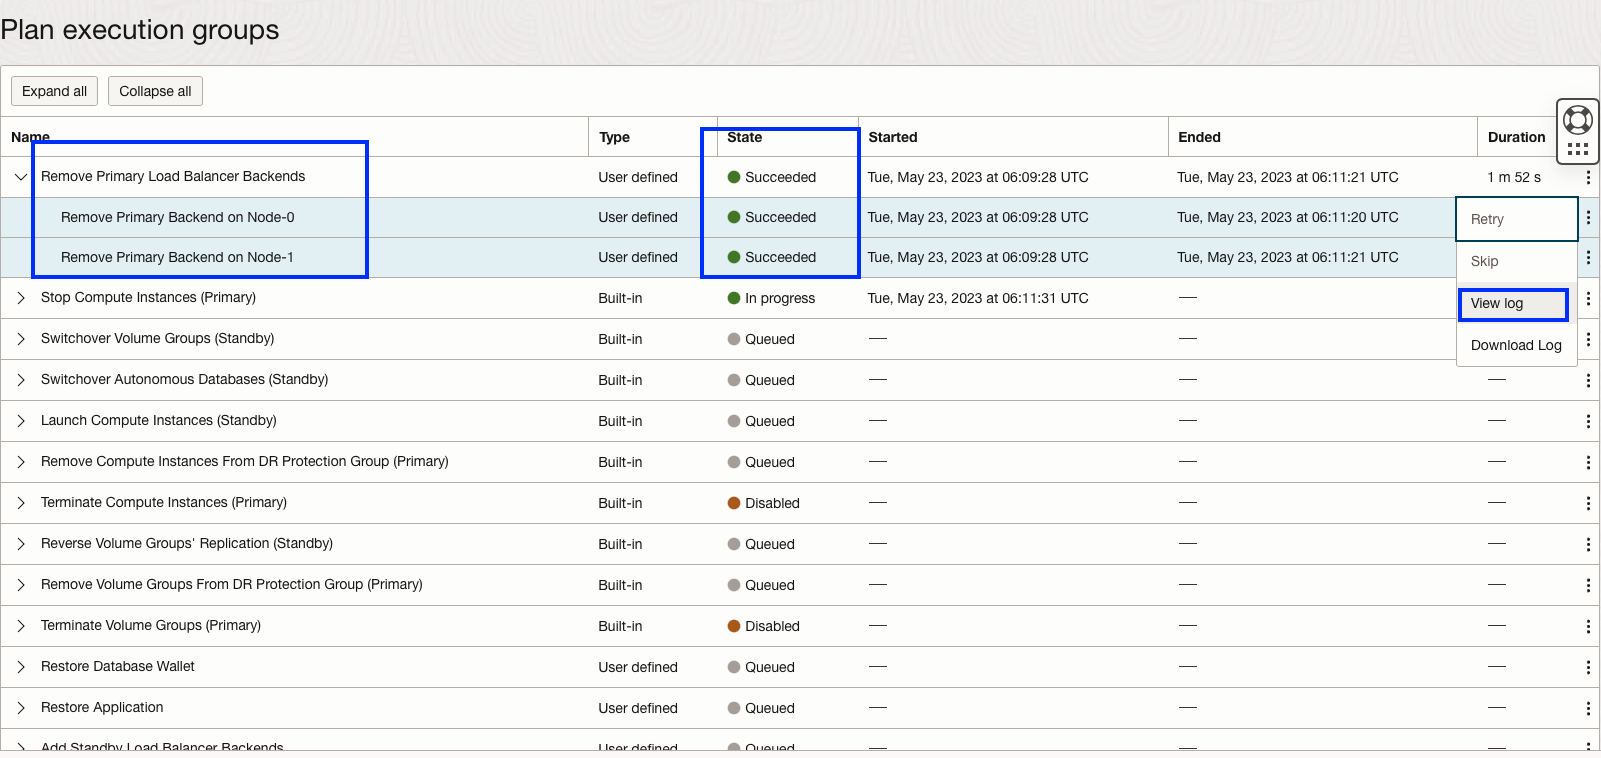 Plan execution groups
Expand all Collapse all
Name Type State Started Ended Duration
Remove Primary Load Balancer Backends User defined Succeeded Tue, May 23, 2023 at 06:09:28 UTC Tue, May 23, 2023 at 06:11:21 UTC 1 m 52 s
Remove Primary Backend on Node-0 User defined Succeeded Tue, May 23, 2023 at 06:09:28 UTC Tue, May 23, 2023 at 06:11:20 UTC Retry
Remove Primary Backend on Node-1 User defined Succeeded Tue, May 23, 2023 at 06:09:28 UTC Tue, May 23, 2023 at 06:11:21 UTC Skip
Stop Compute Instances (Primary) Built-in In progress Tue, May 23, 2023 at 06:11:31 UTC — View log
Switchover Volume Groups (Standby) Built-in Queued — — Download Log
Switchover Autonomous Databases (Standby) Built-in Queued — — —
Launch Compute Instances (Standby) Built-in Queued — — —
Remove Compute Instances From DR Protection Group (Primary) Built-in Queued — — —
Terminate Compute Instances (Primary) Built-in Disabled — — —
Reverse Volume Groups' Replication (Standby) Built-in Queued — — —
Remove Volume Groups From DR Protection Group (Primary) Built-in Queued — — —
Terminate Volume Groups (Primary) Built-in Disabled — — —
Restore Database Wallet User defined Queued — — —
Restore Application User defined Queued — — —
Add Standby Load Balancer Backends User defined Queued — — —